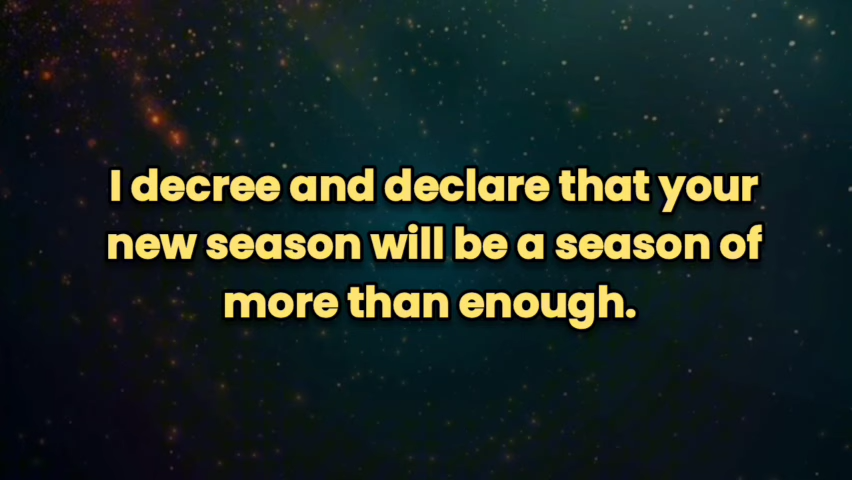 I decree and declare that your
new season will be a season of
more than enough.